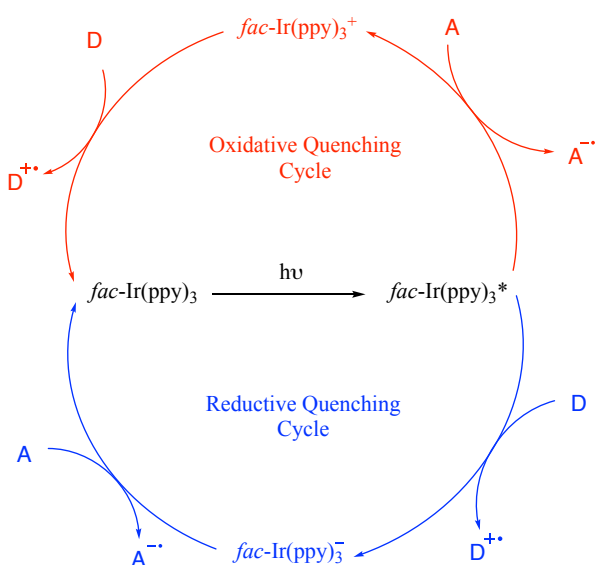 fac-Ir(ppy)₃⁺
A
D
Oxidative Quenching
Cycle
A⁻•
D⁺•
hυ
fac-Ir(ppy)₃
fac-Ir(ppy)₃*
Reductive Quenching
Cycle
D
A
fac-Ir(ppy)₃⁻
D⁺•
A⁻•